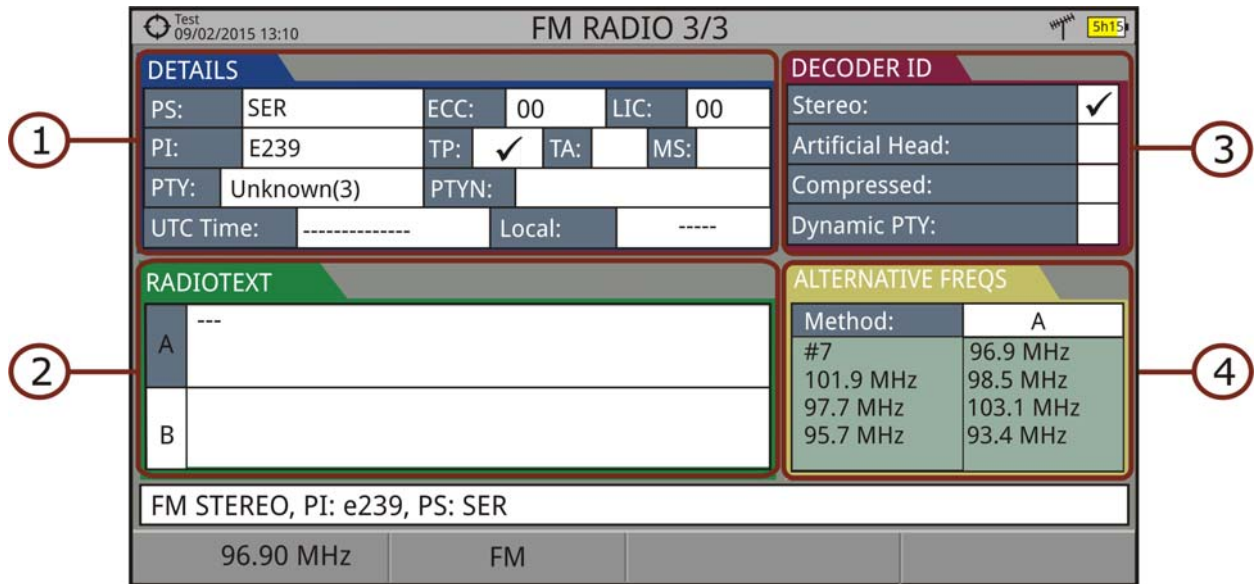 Test
09/02/2015 13:10
FM RADIO 3/3
5h15
1
DETAILS
PS: SER ECC: 00 LIC: 00
PI: E239 TP: ✓ TA: MS:
PTY: Unknown(3) PTYN:
UTC Time: -------------- Local: -----
2
RADIOTEXT
A ---
B
3
DECODER ID
Stereo: ✓
Artificial Head:
Compressed:
Dynamic PTY:
4
ALTERNATIVE FREQS
Method: A
#7 96.9 MHz
101.9 MHz 98.5 MHz
97.7 MHz 103.1 MHz
95.7 MHz 93.4 MHz
FM STEREO, PI: e239, PS: SER
96.90 MHz FM